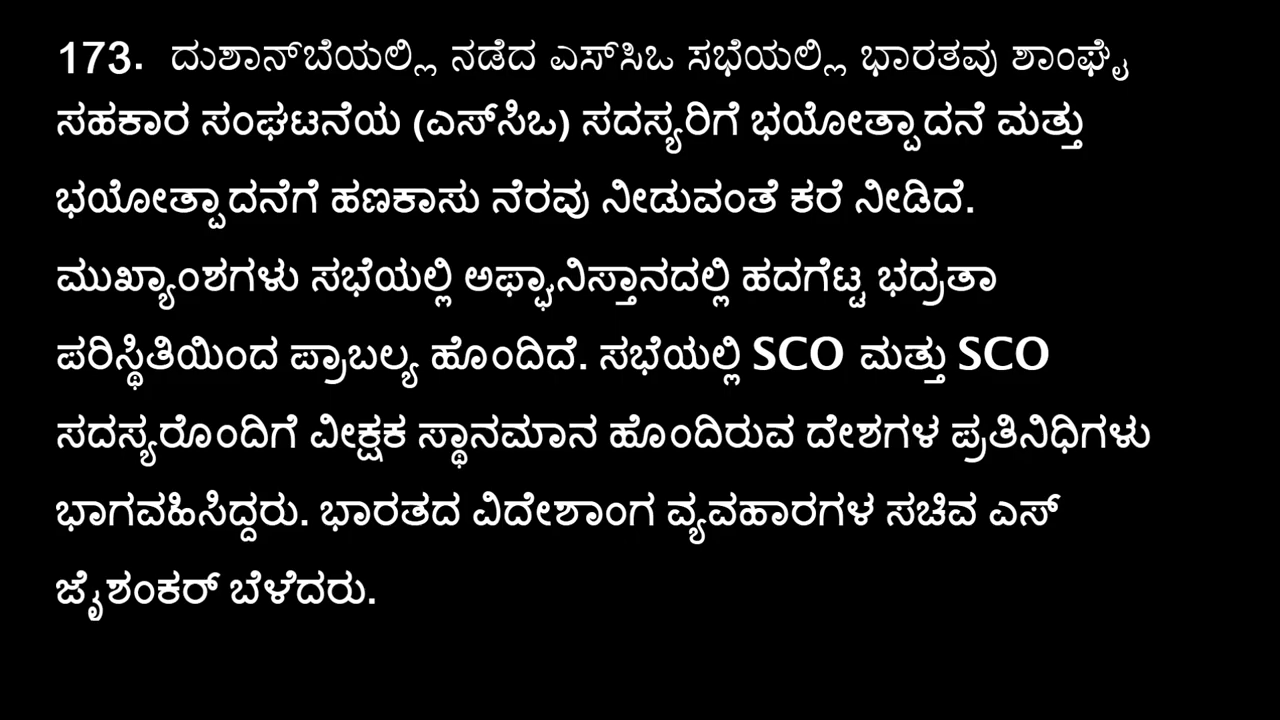 173. ದುಶಾನ್‌ಬೆಯಲ್ಲಿ ನಡೆದ ಎಸ್‌ಸಿಒ ಸಭೆಯಲ್ಲಿ ಭಾರತವು ಶಾಂಘೈ
ಸಹಕಾರ ಸಂಘಟನೆಯ (ಎಸ್‌ಸಿಒ) ಸದಸ್ಯರಿಗೆ ಭಯೋತ್ಪಾದನೆ ಮತ್ತು
ಭಯೋತ್ಪಾದನೆಗೆ ಹಣಕಾಸು ನೆರವು ನೀಡುವಂತೆ ಕರೆ ನೀಡಿದೆ.
ಮುಖ್ಯಾಂಶಗಳು ಸಭೆಯಲ್ಲಿ ಅಫ್ಘಾನಿಸ್ತಾನದಲ್ಲಿ ಹದಗೆಟ್ಟ ಭದ್ರತಾ
ಪರಿಸ್ಥಿತಿಯಿಂದ ಪ್ರಾಬಲ್ಯ ಹೊಂದಿದೆ. ಸಭೆಯಲ್ಲಿ SCO ಮತ್ತು SCO
ಸದಸ್ಯರೊಂದಿಗೆ ವೀಕ್ಷಕ ಸ್ಥಾನಮಾನ ಹೊಂದಿರುವ ದೇಶಗಳ ಪ್ರತಿನಿಧಿಗಳು
ಭಾಗವಹಿಸಿದ್ದರು. ಭಾರತದ ವಿದೇಶಾಂಗ ವ್ಯವಹಾರಗಳ ಸಚಿವ ಎಸ್
ಜೈಶಂಕರ್ ಬೆಳೆದರು.